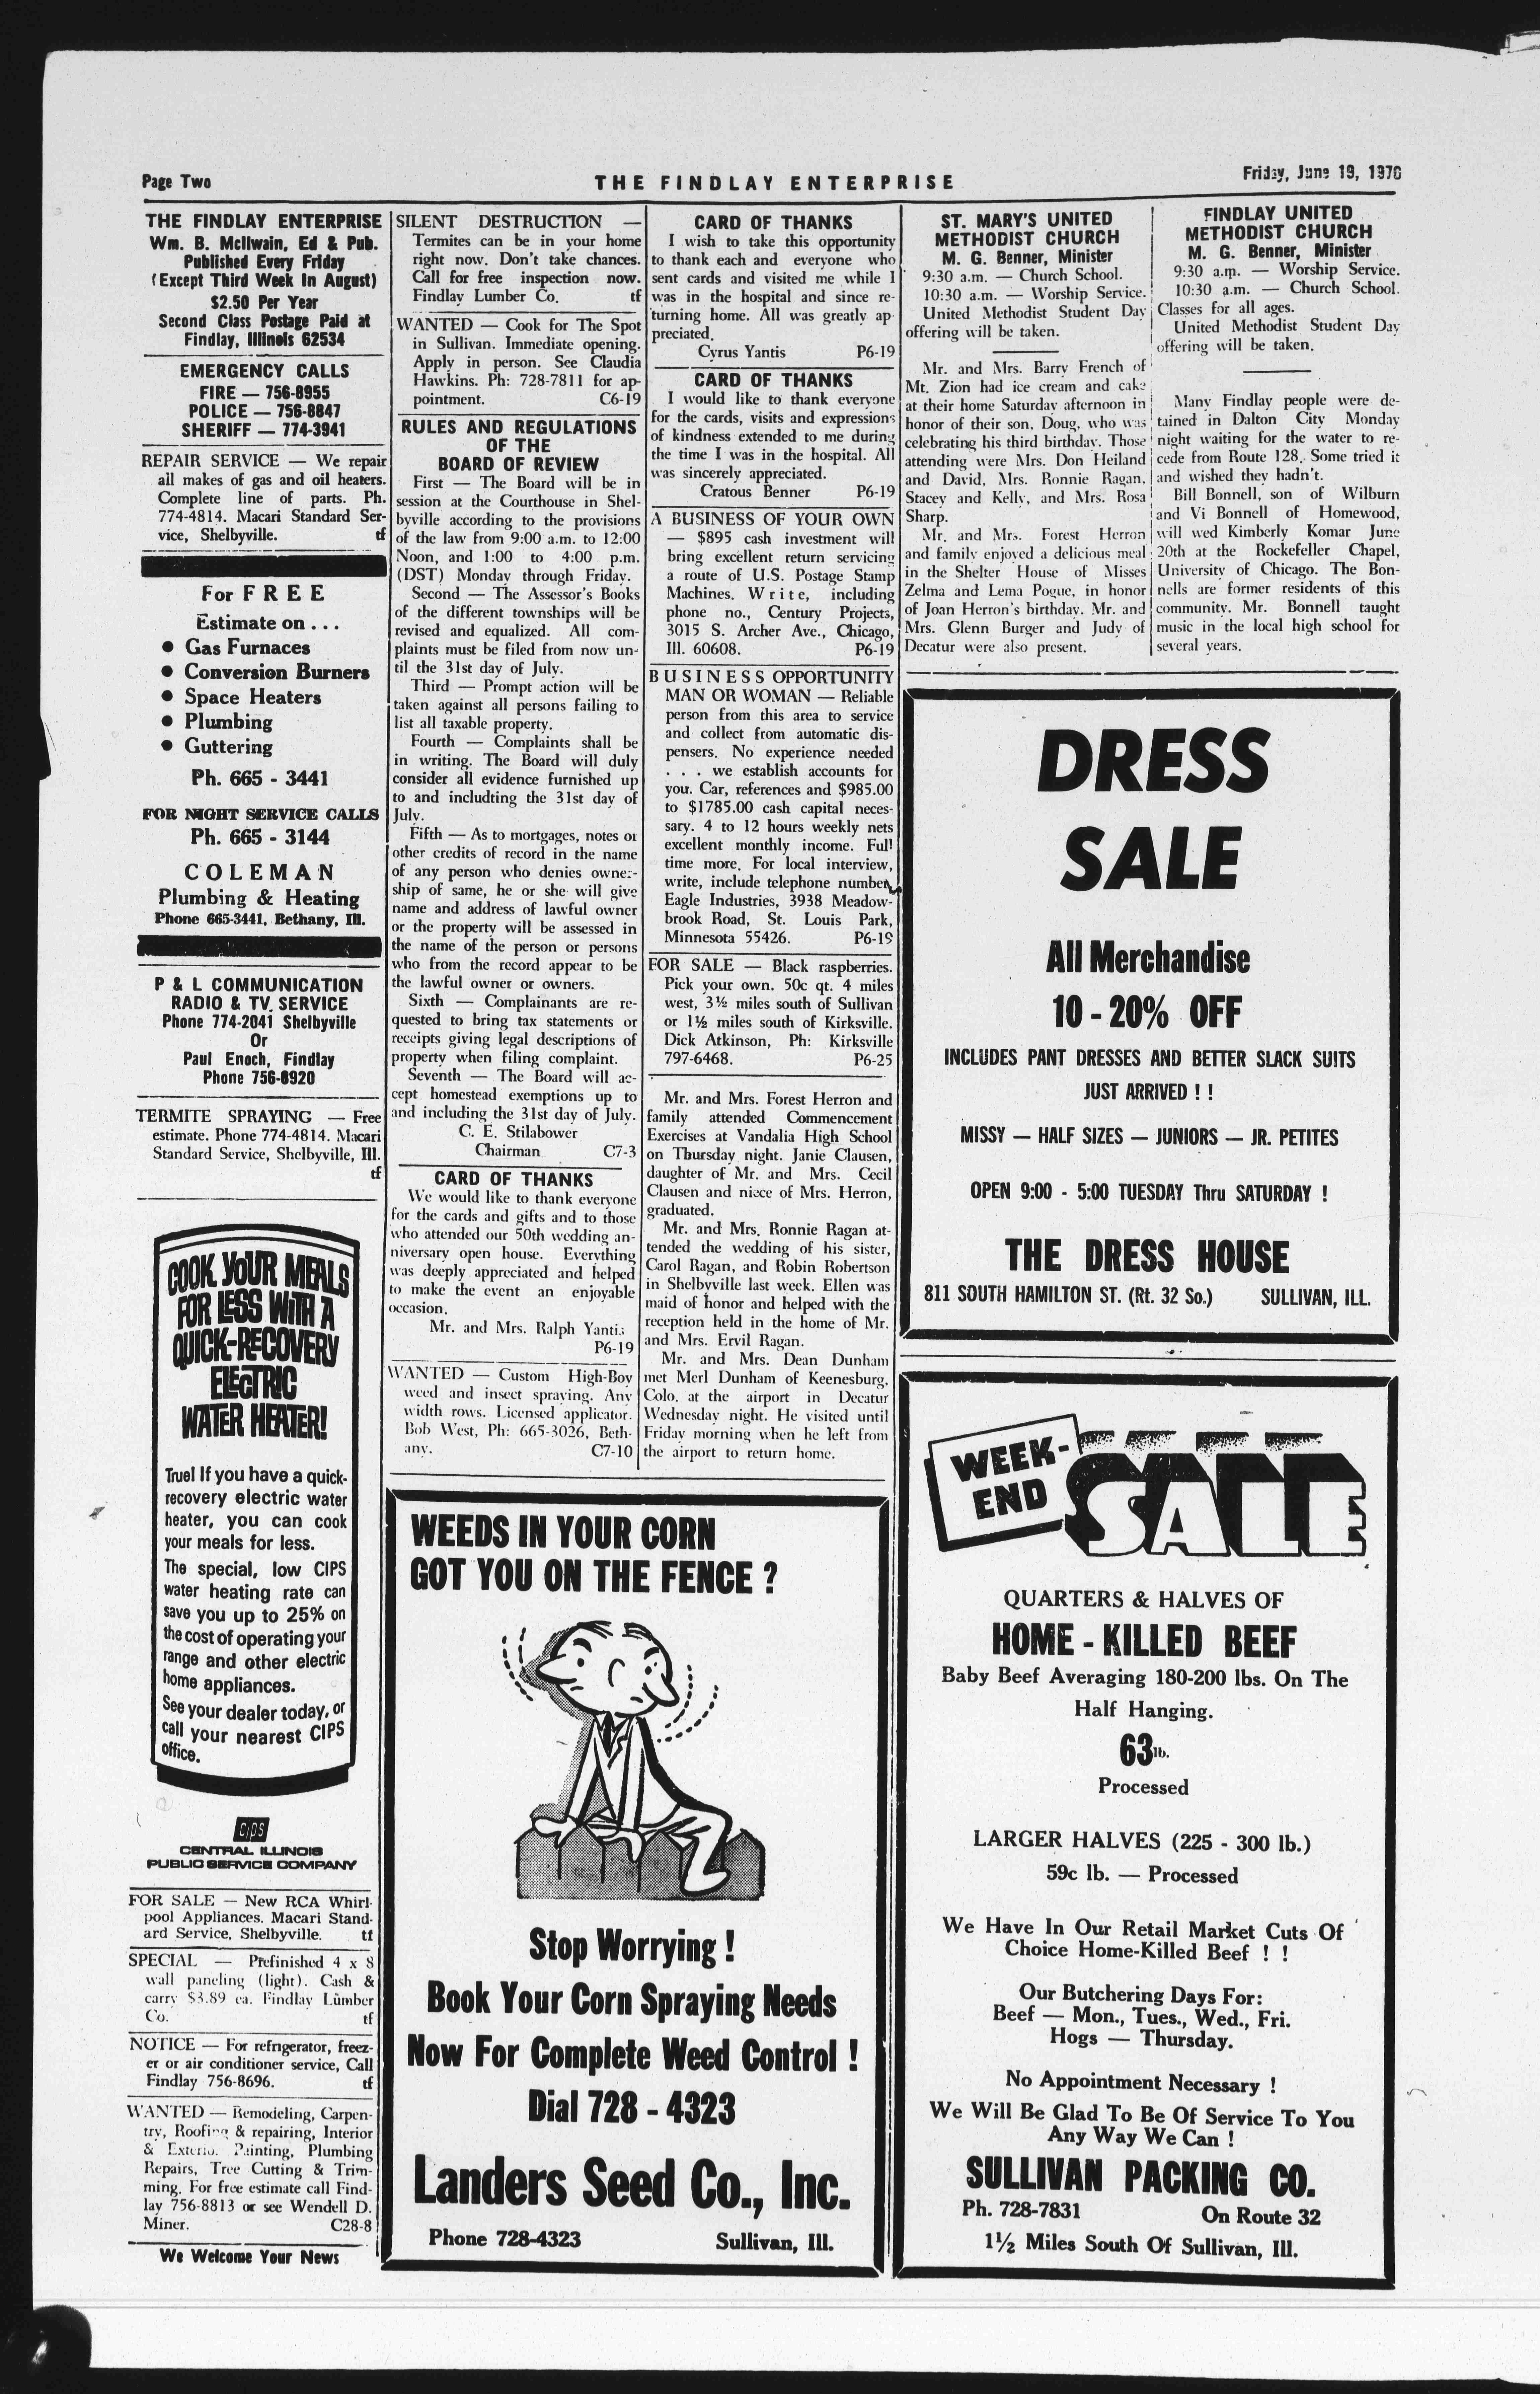 Page Two
THE FINDLAY ENTERPRISE
Friday, June 19, 1970
THE FINDLAY ENTERPRISE
Wm. B. McIlwain, Ed & Pub.
Published Every Friday
(Except Third Week In August)
$2.50 Per Year
Second Class Postage Paid at
Findlay, Illinois 62534
EMERGENCY CALLS
FIRE — 756-8955
POLICE — 756-8847
SHERIFF — 774-3941
REPAIR SERVICE — We repair
all makes of gas and oil heaters.
Complete line of parts. Ph.
774-4814. Macari Standard Ser-
vice, Shelbyville. tf
For FREE
Estimate on . . .
● Gas Furnaces
● Conversion Burners
● Space Heaters
● Plumbing
● Guttering
Ph. 665 - 3441
FOR NIGHT SERVICE CALLS
Ph. 665 - 3144
COLEMAN
Plumbing & Heating
Phone 665-3441, Bethany, Ill.
P & L COMMUNICATION
RADIO & TV SERVICE
Phone 774-2041 Shelbyville
Or
Paul Enoch, Findlay
Phone 756-8920
TERMITE SPRAYING — Free
estimate. Phone 774-4814. Macari
Standard Service, Shelbyville, Ill.
tf
COOK YOUR MEALS
FOR LESS WITH A
QUICK-RECOVERY
ELECTRIC
WATER HEATER!
True! If you have a quick-
recovery electric water
heater, you can cook
your meals for less.
The special, low CIPS
water heating rate can
save you up to 25% on
the cost of operating your
range and other electric
home appliances.
See your dealer today, or
call your nearest CIPS
office.
CIPS
CENTRAL ILLINOIS
PUBLIC SERVICE COMPANY
FOR SALE — New RCA Whirl-
pool Appliances. Macari Stand-
ard Service, Shelbyville. tf
SPECIAL — Prefinished 4 x 8
wall paneling (light). Cash &
carry $3.89 ea. Findlay Lumber
Co. tf
NOTICE — For refrigerator, freez-
er or air conditioner service, Call
Findlay 756-8696. tf
WANTED — Remodeling, Carpen-
try, Roofing & repairing, Interior
& Exterio. Painting, Plumbing
Repairs, Tree Cutting & Trim-
ming. For free estimate call Find-
lay 756-8813 or see Wendell D.
Miner. C28-8
We Welcome Your News
SILENT DESTRUCTION —
Termites can be in your home
right now. Don't take chances.
Call for free inspection now.
Findlay Lumber Co. tf
WANTED — Cook for The Spot
in Sullivan. Immediate opening.
Apply in person. See Claudia
Hawkins. Ph: 728-7811 for ap-
pointment. C6-19
RULES AND REGULATIONS
OF THE
BOARD OF REVIEW
First — The Board will be in
session at the Courthouse in Shel-
byville according to the provisions
of the law from 9:00 a.m. to 12:00
Noon, and 1:00 to 4:00 p.m.
(DST) Monday through Friday.
Second — The Assessor's Books
of the different townships will be
revised and equalized. All com-
plaints must be filed from now un-
til the 31st day of July.
Third — Prompt action will be
taken against all persons failing to
list all taxable property.
Fourth — Complaints shall be
in writing. The Board will duly
consider all evidence furnished up
to and includting the 31st day of
July.
Fifth — As to mortgages, notes or
other credits of record in the name
of any person who denies owner-
ship of same, he or she will give
name and address of lawful owner
or the property will be assessed in
the name of the person or persons
who from the record appear to be
the lawful owner or owners.
Sixth — Complainants are re-
quested to bring tax statements or
receipts giving legal descriptions of
property when filing complaint.
Seventh — The Board will ac-
cept homestead exemptions up to
and including the 31st day of July.
C. E. Stilabower
Chairman C7-3
CARD OF THANKS
We would like to thank everyone
for the cards and gifts and to those
who attended our 50th wedding an-
niversary open house. Everything
was deeply appreciated and helped
to make the event an enjoyable
occasion.
Mr. and Mrs. Ralph Yantis
P6-19
WANTED — Custom High-Boy
weed and insect spraying. Any
width rows. Licensed applicator.
Bob West, Ph: 665-3026, Beth-
any. C7-10
CARD OF THANKS
I wish to take this opportunity
to thank each and everyone who
sent cards and visited me while I
was in the hospital and since re-
turning home. All was greatly ap-
preciated.
Cyrus Yantis P6-19
CARD OF THANKS
I would like to thank everyone
for the cards, visits and expressions
of kindness extended to me during
the time I was in the hospital. All
was sincerely appreciated.
Cratous Benner P6-19
A BUSINESS OF YOUR OWN
— $895 cash investment will
bring excellent return servicing
a route of U.S. Postage Stamp
Machines. Write, including
phone no., Century Projects,
3015 S. Archer Ave., Chicago,
Ill. 60608. P6-19
BUSINESS OPPORTUNITY
MAN OR WOMAN — Reliable
person from this area to service
and collect from automatic dis-
pensers. No experience needed
. . . we establish accounts for
you. Car, references and $985.00
to $1785.00 cash capital neces-
sary. 4 to 12 hours weekly nets
excellent monthly income. Full
time more. For local interview,
write, include telephone number,
Eagle Industries, 3938 Meadow-
brook Road, St. Louis Park,
Minnesota 55426. P6-19
FOR SALE — Black raspberries.
Pick your own. 50c qt. 4 miles
west, 3½ miles south of Sullivan
or 1½ miles south of Kirksville.
Dick Atkinson, Ph: Kirksville
797-6468. P6-25
Mr. and Mrs. Forest Herron and
family attended Commencement
Exercises at Vandalia High School
on Thursday night. Janie Clausen,
daughter of Mr. and Mrs. Cecil
Clausen and niece of Mrs. Herron,
graduated.
Mr. and Mrs. Ronnie Ragan at-
tended the wedding of his sister,
Carol Ragan, and Robin Robertson
in Shelbyville last week. Ellen was
maid of honor and helped with the
reception held in the home of Mr.
and Mrs. Ervil Ragan.
Mr. and Mrs. Dean Dunham
met Merl Dunham of Keenesburg,
Colo. at the airport in Decatur
Wednesday night. He visited until
Friday morning when he left from
the airport to return home.
WEEDS IN YOUR CORN
GOT YOU ON THE FENCE ?
Stop Worrying !
Book Your Corn Spraying Needs
Now For Complete Weed Control !
Dial 728 - 4323
Landers Seed Co., Inc.
Phone 728-4323 Sullivan, Ill.
ST. MARY'S UNITED
METHODIST CHURCH
M. G. Benner, Minister
9:30 a.m. — Church School.
10:30 a.m. — Worship Service.
United Methodist Student Day
offering will be taken.
Mr. and Mrs. Barry French of
Mt. Zion had ice cream and cake
at their home Saturday afternoon in
honor of their son, Doug, who was
celebrating his third birthday. Those
attending were Mrs. Don Heiland
and David, Mrs. Ronnie Ragan,
Stacey and Kelly, and Mrs. Rosa
Sharp.
Mr. and Mrs. Forest Herron
and family enjoyed a delicious meal
in the Shelter House of Misses
Zelma and Lema Pogue, in honor
of Joan Herron's birthday. Mr. and
Mrs. Glenn Burger and Judy of
Decatur were also present.
FINDLAY UNITED
METHODIST CHURCH
M. G. Benner, Minister
9:30 a.m. — Worship Service.
10:30 a.m. — Church School.
Classes for all ages.
United Methodist Student Day
offering will be taken.
Many Findlay people were de-
tained in Dalton City Monday
night waiting for the water to re-
cede from Route 128. Some tried it
and wished they hadn't.
Bill Bonnell, son of Wilburn
and Vi Bonnell of Homewood,
will wed Kimberly Komar June
20th at the Rockefeller Chapel,
University of Chicago. The Bon-
nells are former residents of this
community. Mr. Bonnell taught
music in the local high school for
several years.
DRESS
SALE
All Merchandise
10 - 20% OFF
INCLUDES PANT DRESSES AND BETTER SLACK SUITS
JUST ARRIVED ! !
MISSY — HALF SIZES — JUNIORS — JR. PETITES
OPEN 9:00 - 5:00 TUESDAY Thru SATURDAY !
THE DRESS HOUSE
811 SOUTH HAMILTON ST. (Rt. 32 So.) SULLIVAN, ILL.
WEEK-
END
SALE
QUARTERS & HALVES OF
HOME - KILLED BEEF
Baby Beef Averaging 180-200 lbs. On The
Half Hanging.
63 lb.
Processed
LARGER HALVES (225 - 300 lb.)
59c lb. — Processed
We Have In Our Retail Market Cuts Of
Choice Home-Killed Beef ! !
Our Butchering Days For:
Beef — Mon., Tues., Wed., Fri.
Hogs — Thursday.
No Appointment Necessary !
We Will Be Glad To Be Of Service To You
Any Way We Can !
SULLIVAN PACKING CO.
Ph. 728-7831 On Route 32
1½ Miles South Of Sullivan, Ill.